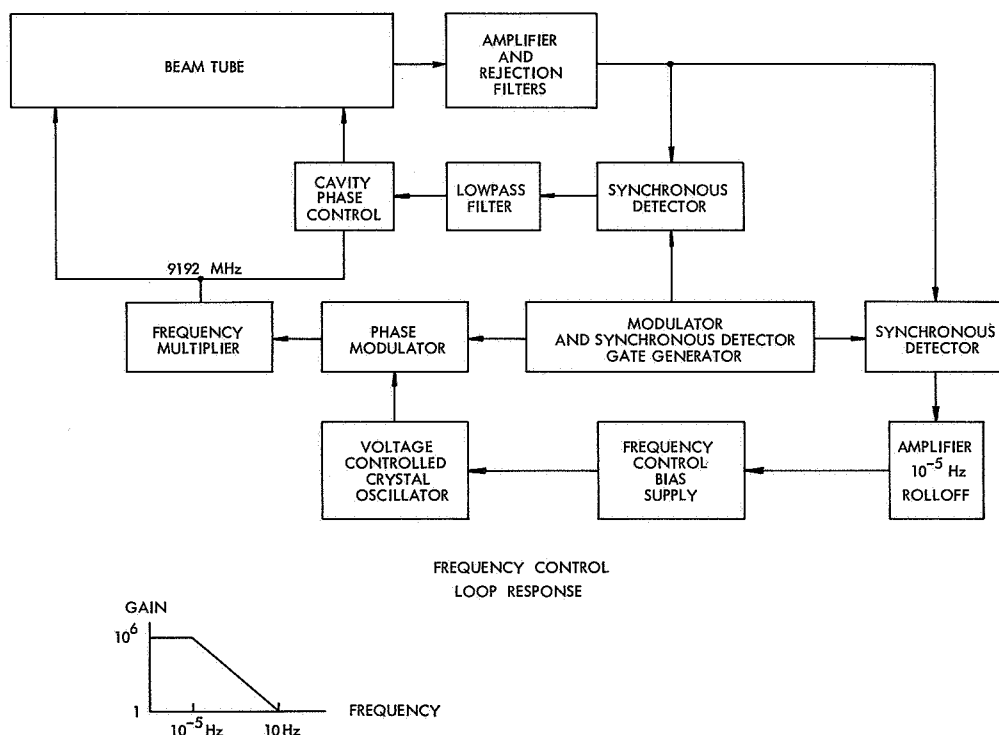 BEAM TUBE
AMPLIFIER
AND
REJECTION
FILTERS
CAVITY
PHASE
CONTROL
LOWPASS
FILTER
SYNCHRONOUS
DETECTOR
9192 MHz
FREQUENCY
MULTIPLIER
PHASE
MODULATOR
MODULATOR
AND SYNCHRONOUS DETECTOR
GATE GENERATOR
SYNCHRONOUS
DETECTOR
VOLTAGE
CONTROLLED
CRYSTAL
OSCILLATOR
FREQUENCY
CONTROL
BIAS
SUPPLY
AMPLIFIER
10⁻⁵ Hz
ROLLOFF
FREQUENCY CONTROL
LOOP RESPONSE
GAIN
10⁶
1
10⁻⁵ Hz
10 Hz
FREQUENCY